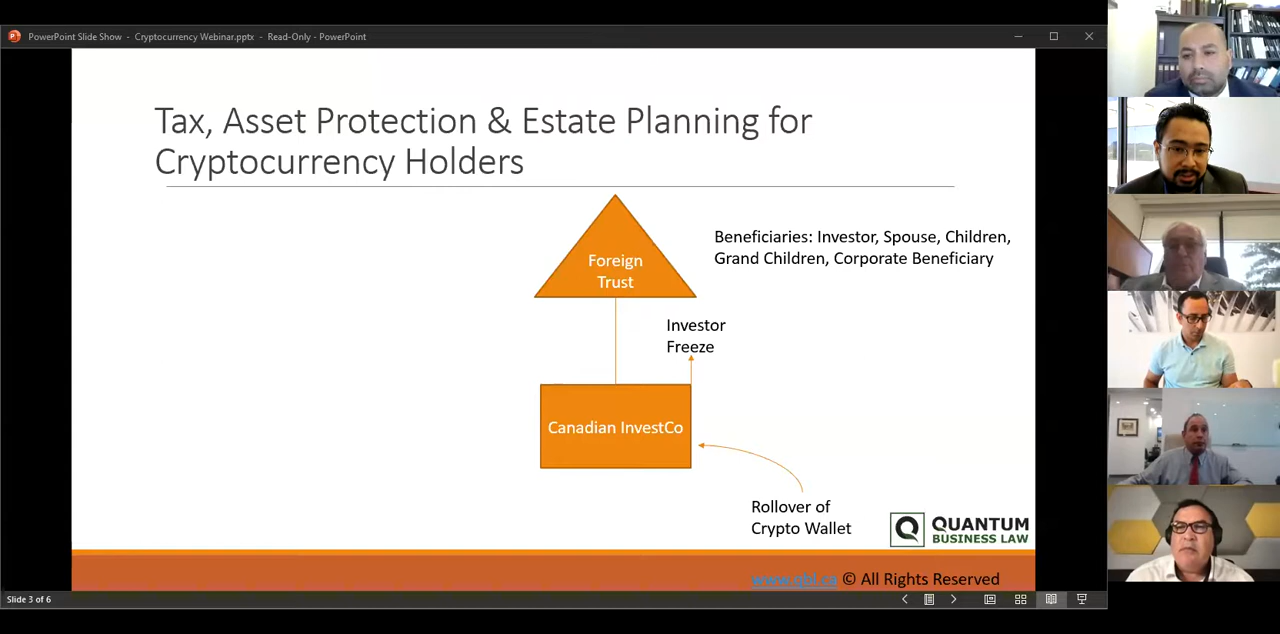 PowerPoint Slide Show - Cryptocurrency Webinar.pptx - Read-Only - PowerPoint
Tax, Asset Protection & Estate Planning for
Cryptocurrency Holders
Foreign
Trust
Beneficiaries: Investor, Spouse, Children,
Grand Children, Corporate Beneficiary
Investor
Freeze
Canadian InvestCo
Rollover of
Crypto Wallet
QUANTUM
BUSINESS LAW
www.qbl.ca © All Rights Reserved
Slide 3 of 6